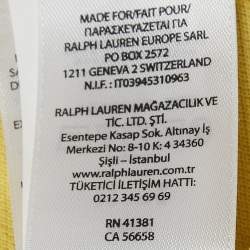 MADE FOR/FAIT POUR/
ΠΑΡΑΣΚΕΥΑΖΕΤΑΙ ΓΙΑ
RALPH LAUREN EUROPE SARL
PO BOX 2572
1211 GENEVA 2 SWITZERLAND
N.I.F. : IT03945310963
RALPH LAUREN MAĞAZACILIK VE
TİC. LTD. ŞTİ.
Esentepe Kasap Sok. Altınay İş
Merkezi No: 8-10 K: 4 34360
Şişli – İstanbul
www.ralphlauren.com.tr
TÜKETİCİ İLETİŞİM HATTI:
0212 345 69 69
RN 41381
CA 56658